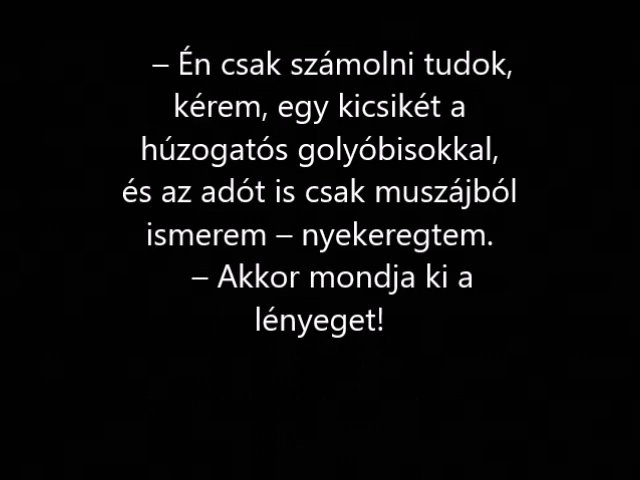 – Én csak számolni tudok,
kérem, egy kicsikét a
húzogatós golyóbisokkal,
és az adót is csak muszájból
ismerem – nyekeregtem.
– Akkor mondja ki a
lényeget!